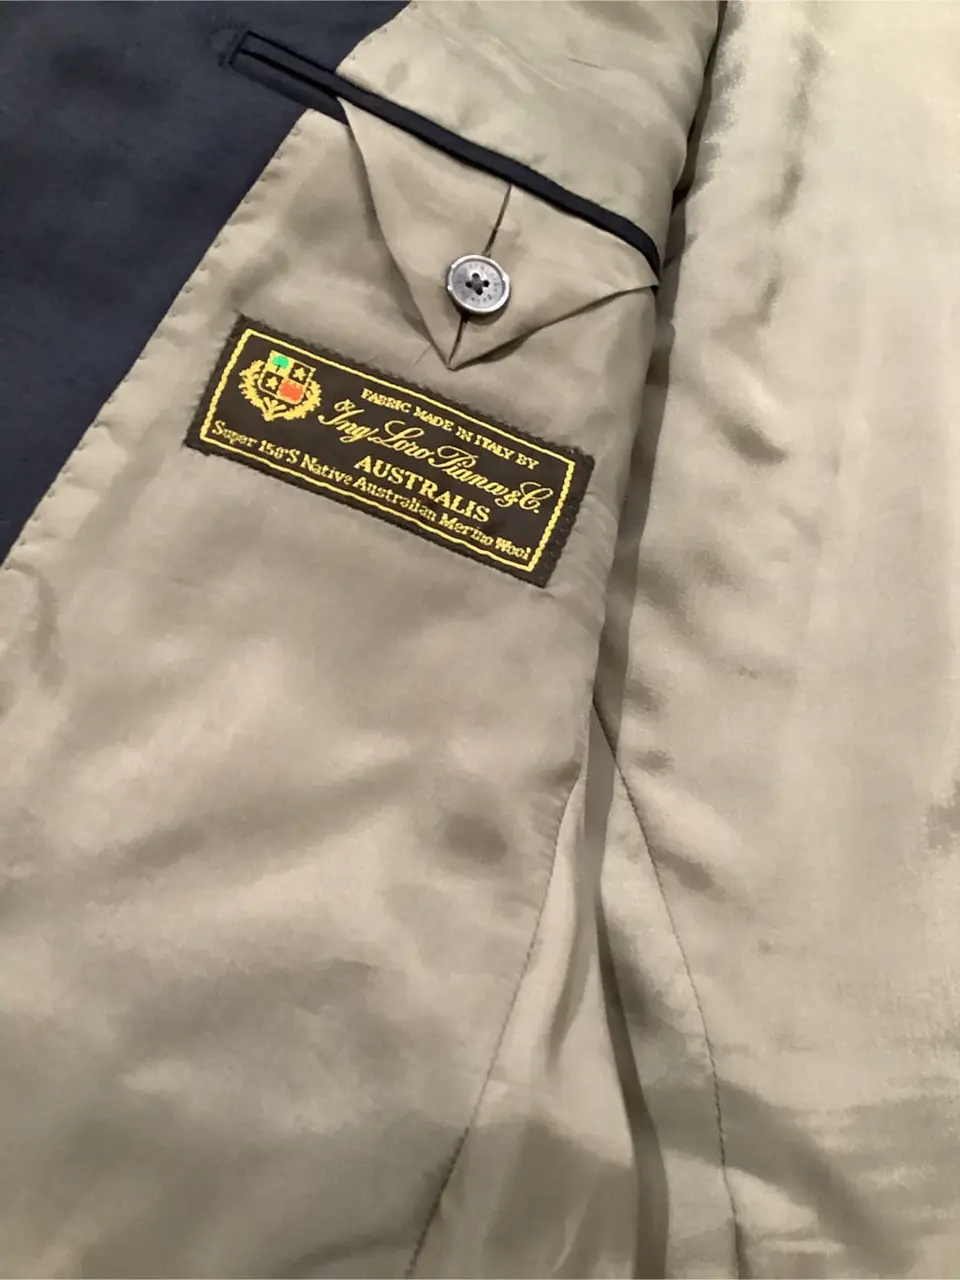 FABRIC MADE IN ITALY BY
Ing. Loro Piana & C.
AUSTRALIS
Super 150'S Native Australian Merino Wool